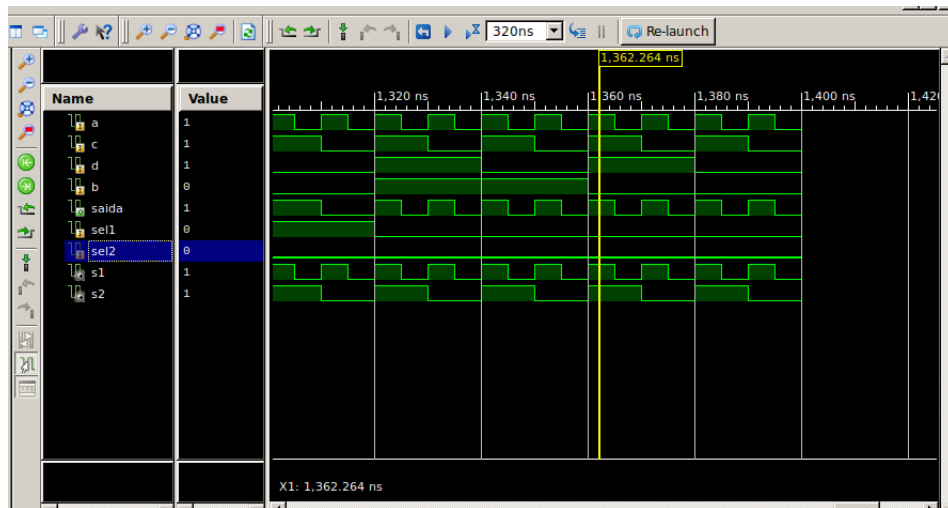 320ns
Re-launch
1,362.264 ns
Name Value
1,320 ns 1,340 ns 1,360 ns 1,380 ns 1,400 ns 1,42
a 1
c 1
d 1
b 0
saida 1
sel1 0
sel2 0
s1 1
s2 1
X1: 1,362.264 ns